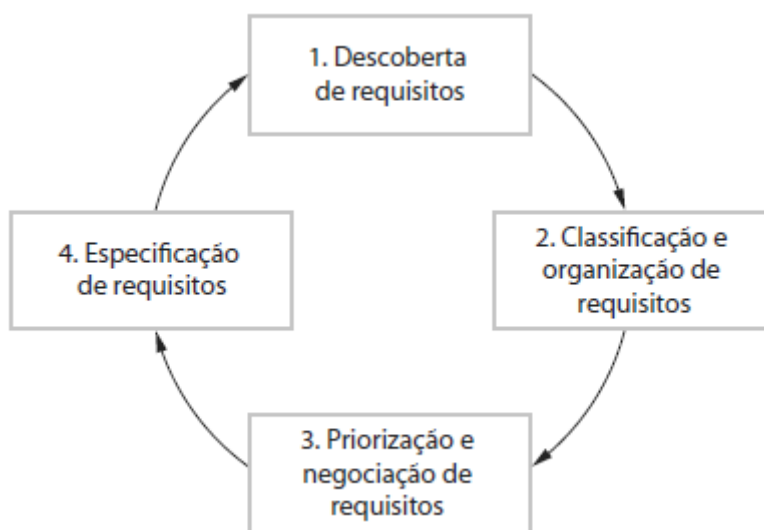 1. Descoberta
de requisitos
2. Classificação e
organização de
requisitos
3. Priorização e
negociação de
requisitos
4. Especificação
de requisitos